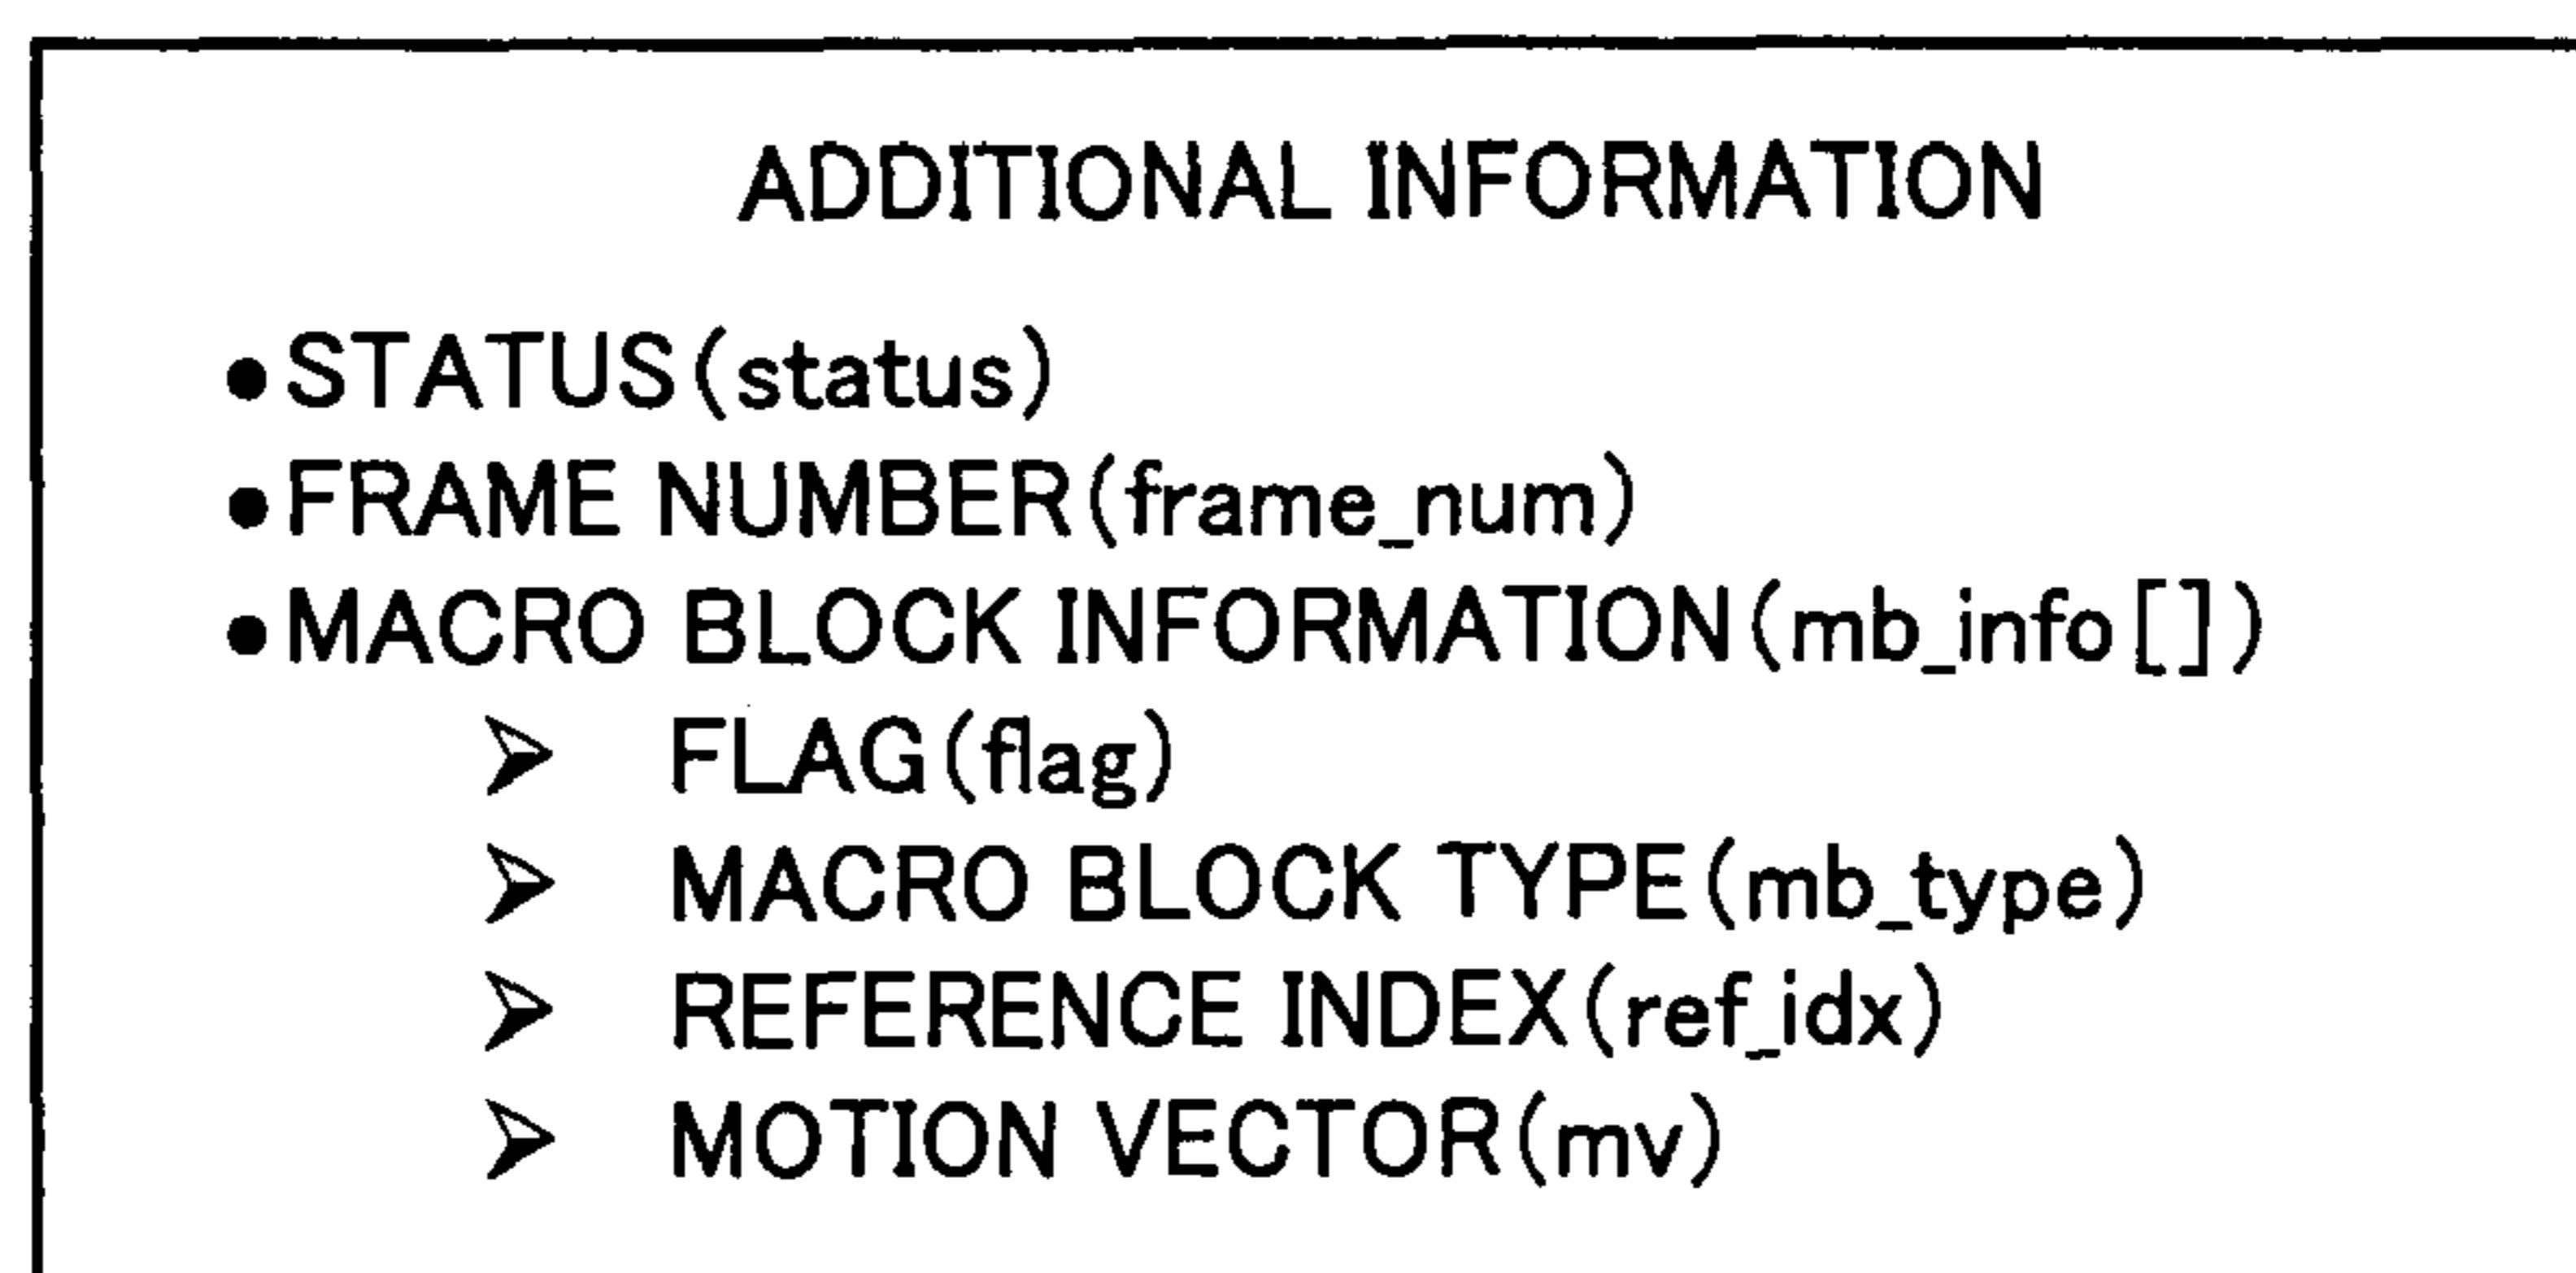 ADDITIONAL INFORMATION
●STATUS(status)
●FRAME NUMBER(frame_num)
●MACRO BLOCK INFORMATION(mb_info[])
➢ FLAG(flag)
➢ MACRO BLOCK TYPE(mb_type)
➢ REFERENCE INDEX(ref_idx)
➢ MOTION VECTOR(mv)